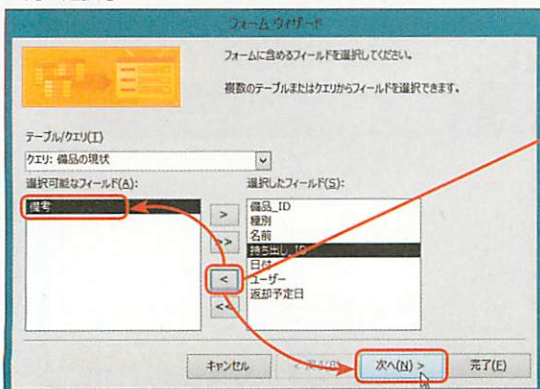 フォーム ウィザード
フォームに含めるフィールドを選択してください。
複数のテーブルまたはクエリからフィールドを選択できます。
テーブル/クエリ(T)
クエリ: 備品の現状
選択可能なフィールド(A):
選択したフィールド(S):
備考
備品_ID
種別
名前
持ち出し_ID
日付
ユーザー
返却予定日
>
>>
<
<<
キャンセル
< 戻る(B)
次へ(N) >
完了(F)